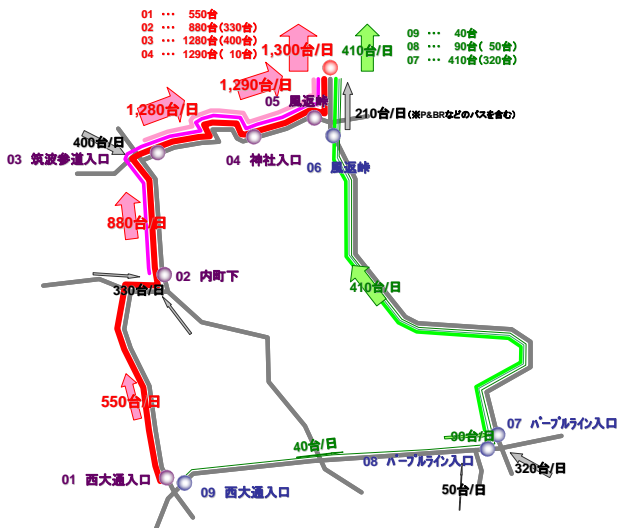 01 … 550台
02 … 880台(330台)
03 … 1280台(400台)
04 … 1290台( 10台)
1,300台/日
410台/日
09 … 40台
08 … 90台( 50台)
07 … 410台(320台)
1,290台/日
05 風返峠
1,280台/日
210台/日(※P&BRなどのバスを含む)
400台/日
03 筑波参道入口
04 神社入口
06 風返峠
880台/日
02 内町下
330台/日
410台/日
550台/日
07 パープルライン入口
90台/日
40台/日
08 パープルライン入口
01 西大通入口
320台/日
09 西大通入口
50台/日